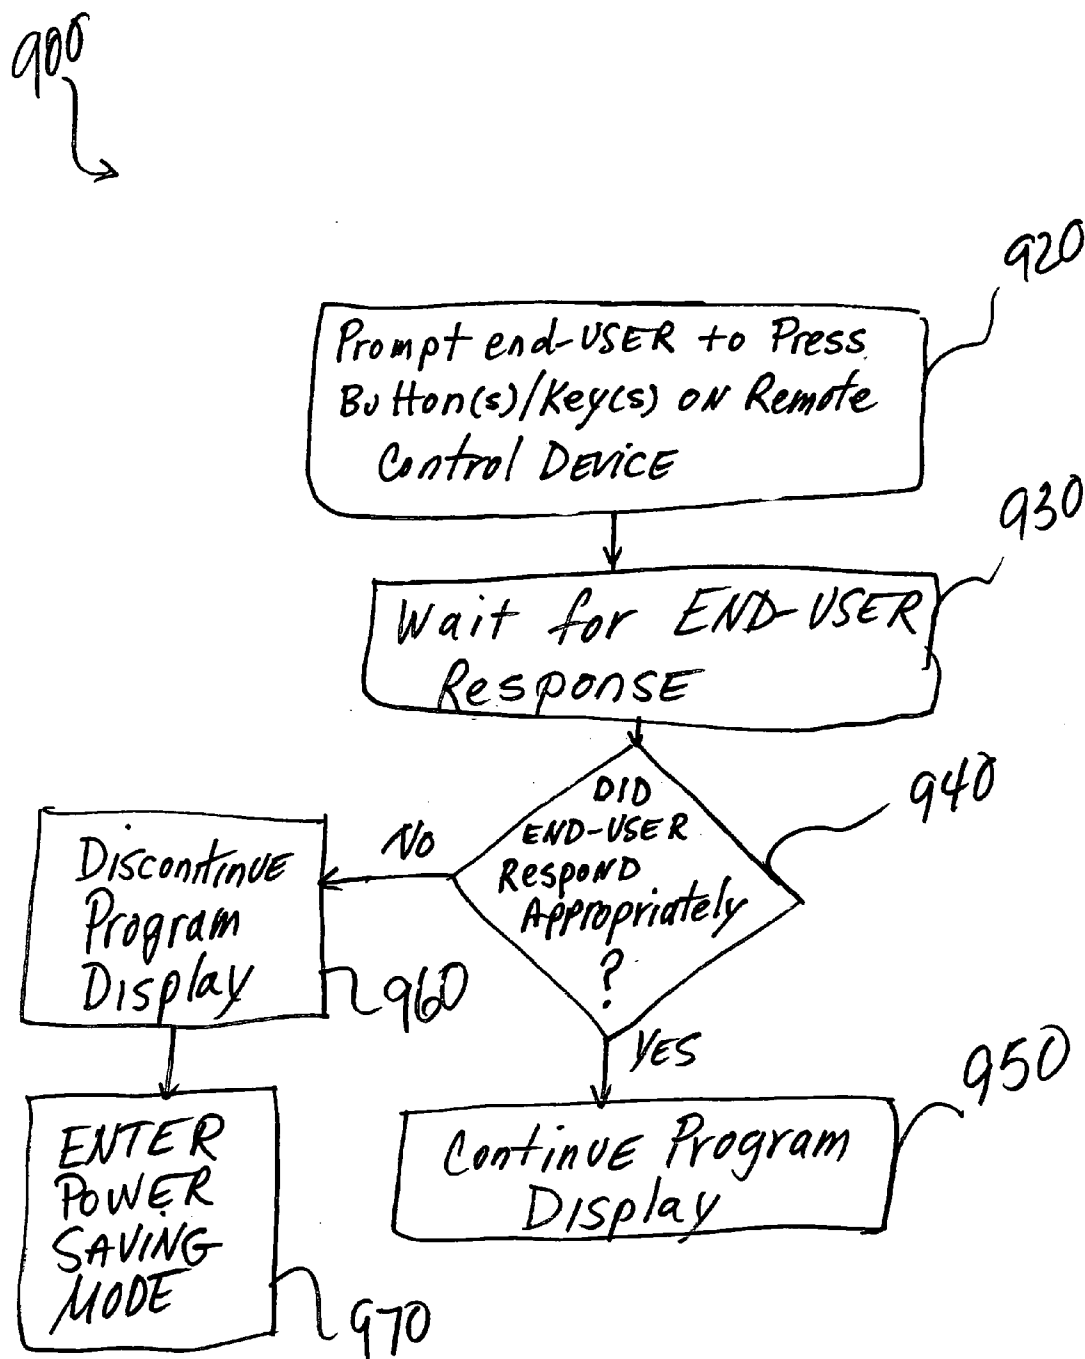 900
920
Prompt end-USER to Press
Button(s)/Key(s) ON Remote
Control DEVICE
930
Wait for END-USER
Response
940
DID
END-USER
Respond
Appropriately
?
No
Discontinue
Program
Display
960
YES
950
Continue Program
Display
ENTER
POWER
SAVING
MODE
970